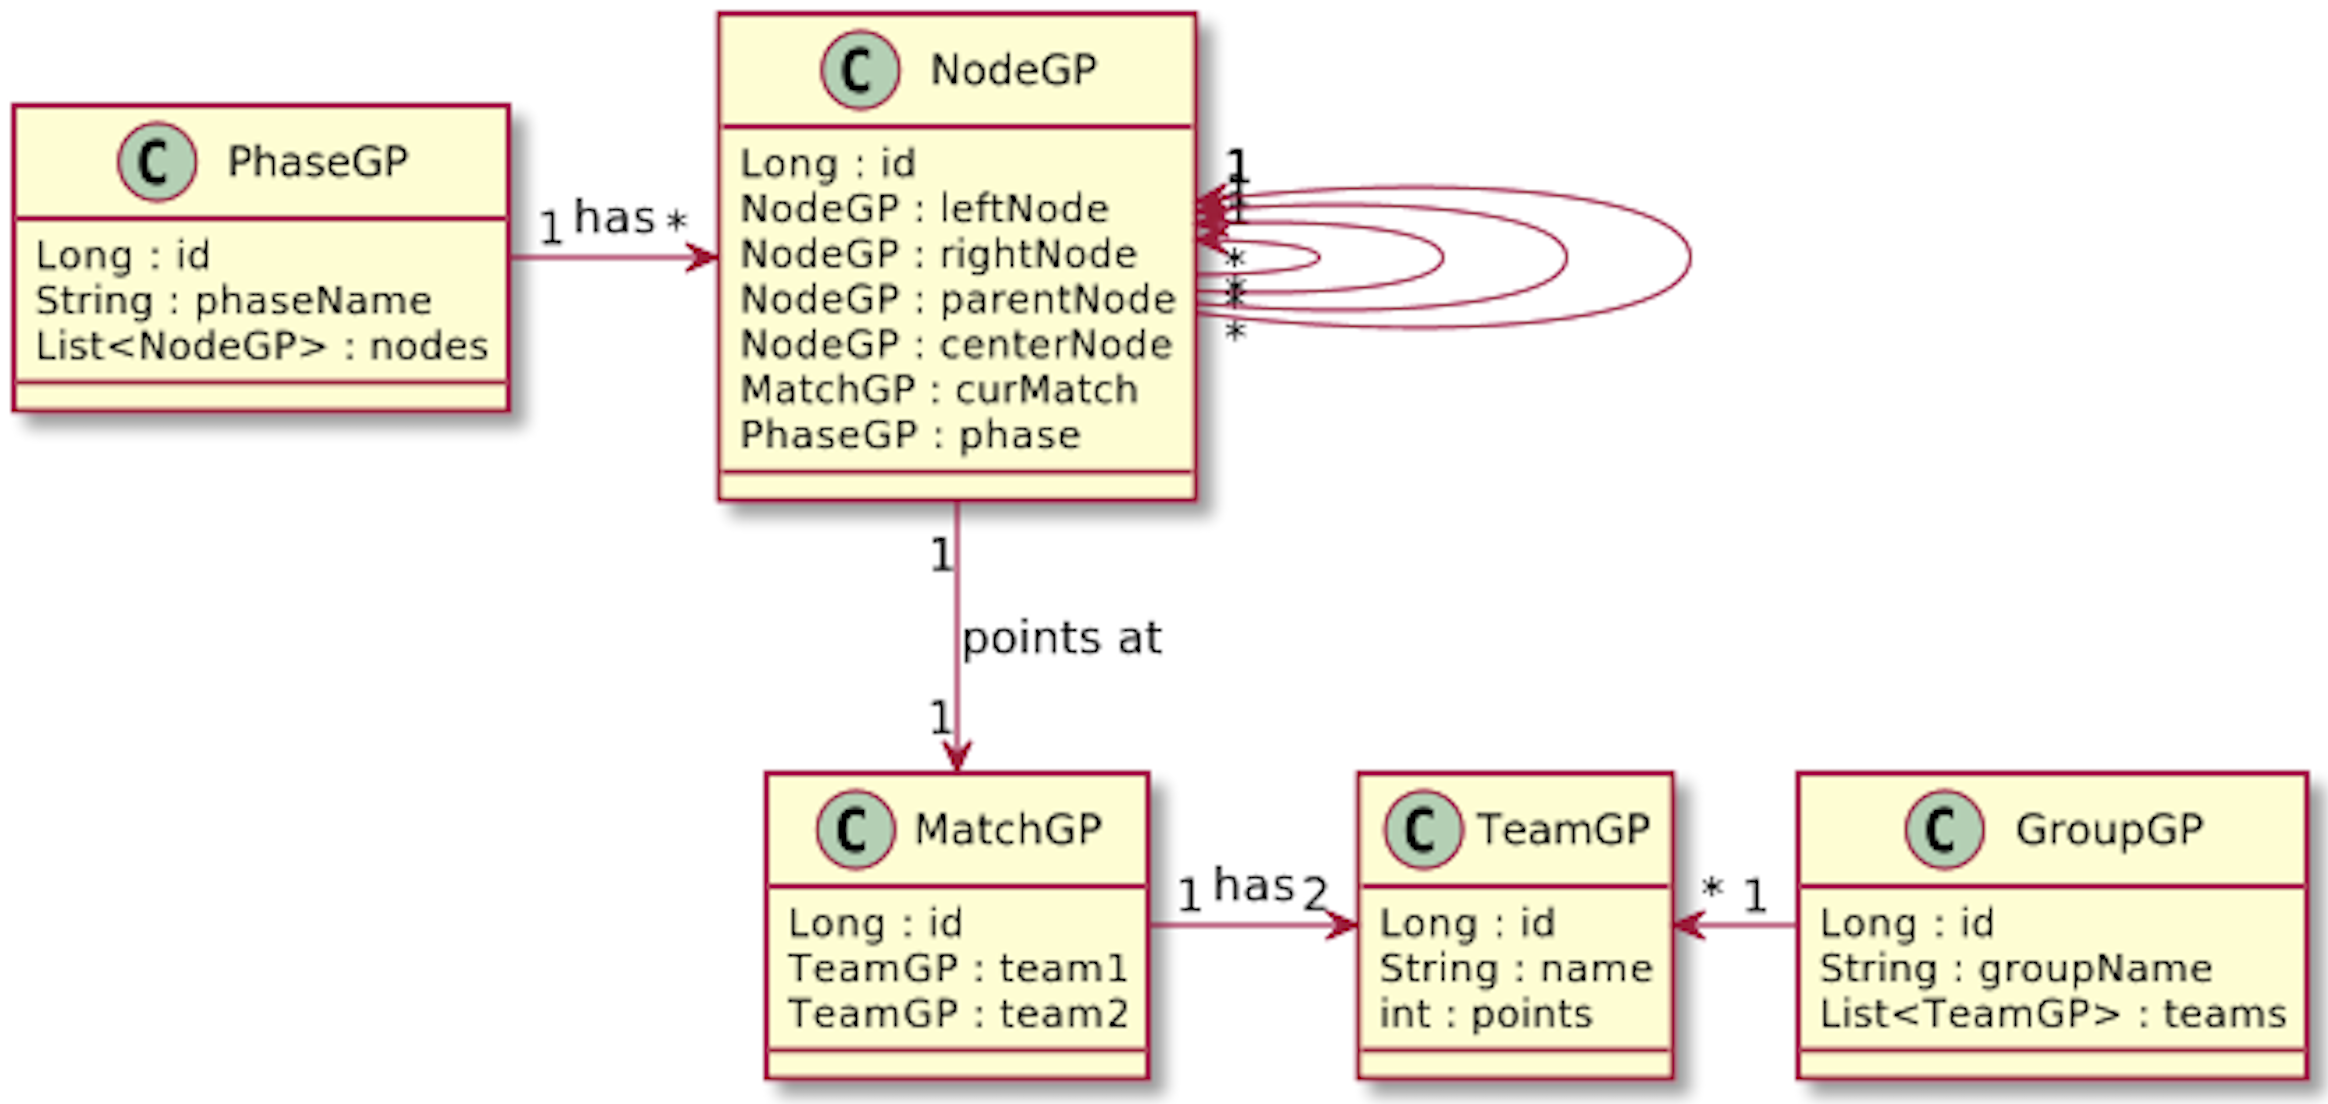 C NodeGP
Long : id
NodeGP : leftNode
NodeGP : rightNode
NodeGP : parentNode
NodeGP : centerNode
MatchGP : curMatch
PhaseGP : phase
C PhaseGP
Long : id
String : phaseName
List<NodeGP> : nodes
1 has *
1
1
*
*
*
*
1
points at
1
C MatchGP
Long : id
TeamGP : team1
TeamGP : team2
1 has 2
C TeamGP
Long : id
String : name
int : points
* 1
C GroupGP
Long : id
String : groupName
List<TeamGP> : teams